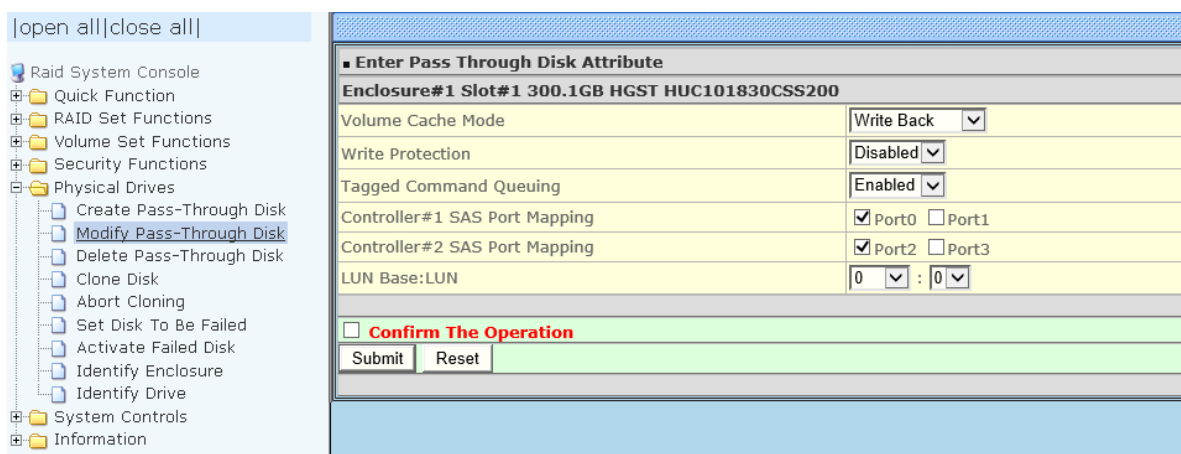 |open all|close all|
Raid System Console
Quick Function
RAID Set Functions
Volume Set Functions
Security Functions
Physical Drives
Create Pass-Through Disk
Modify Pass-Through Disk
Delete Pass-Through Disk
Clone Disk
Abort Cloning
Set Disk To Be Failed
Activate Failed Disk
Identify Enclosure
Identify Drive
System Controls
Information
Enter Pass Through Disk Attribute
Enclosure#1 Slot#1 300.1GB HGST HUC101830CSS200
Volume Cache Mode Write Back
Write Protection Disabled
Tagged Command Queuing Enabled
Controller#1 SAS Port Mapping Port0 Port1
Controller#2 SAS Port Mapping Port2 Port3
LUN Base:LUN 0 : 0
Confirm The Operation
Submit Reset